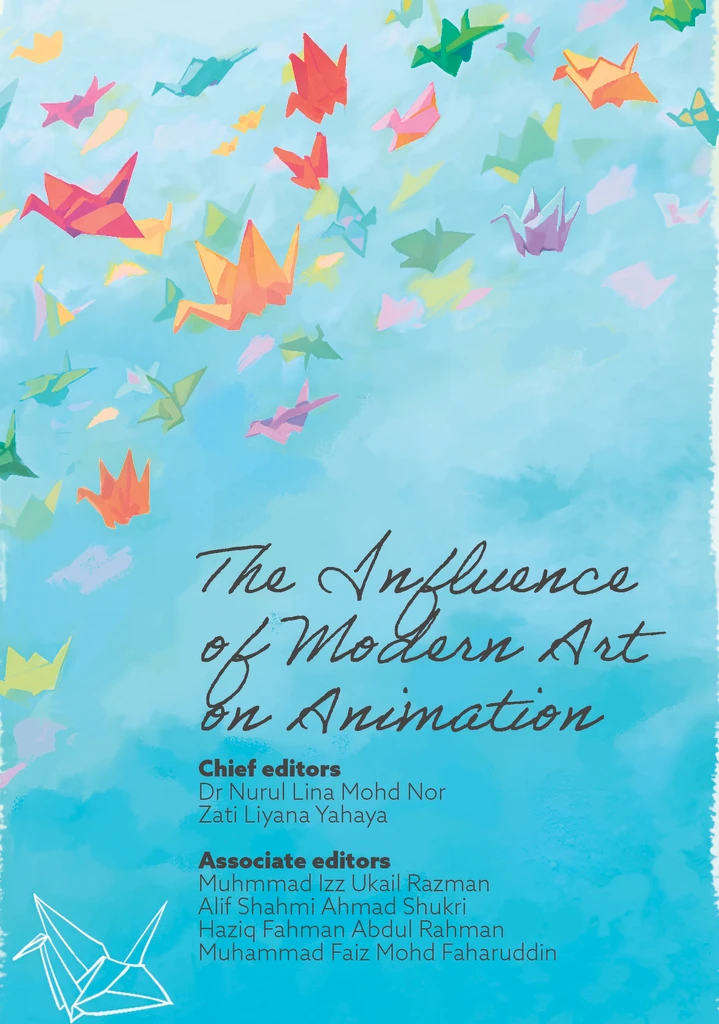 The Influence
of Modern Art
on Animation
Chief editors
Dr Nurul Lina Mohd Nor
Zati Liyana Yahaya
Associate editors
Muhmmad Izz Ukail Razman
Alif Shahmi Ahmad Shukri
Haziq Fahman Abdul Rahman
Muhammad Faiz Mohd Faharuddin